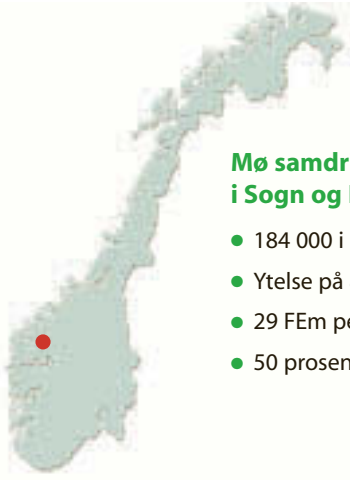 Mø samdr
i Sogn og
184 000 i
Ytelse på
29 FEm pe
50 prosen